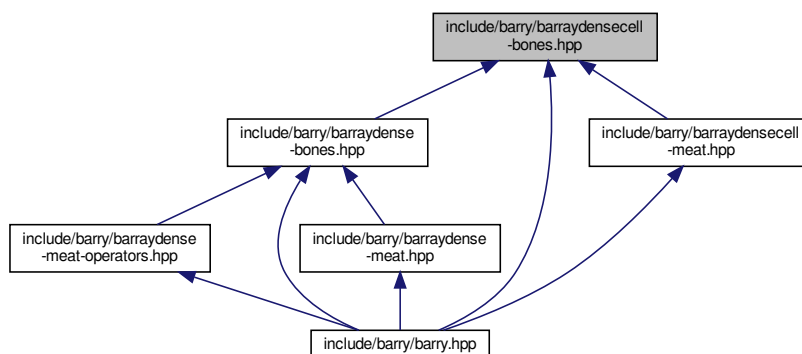 include/barry/barraydensecell
-bones.hpp
include/barry/barraydense
-bones.hpp
include/barry/barraydensecell
-meat.hpp
include/barry/barraydense
-meat-operators.hpp
include/barry/barraydense
-meat.hpp
include/barry/barry.hpp